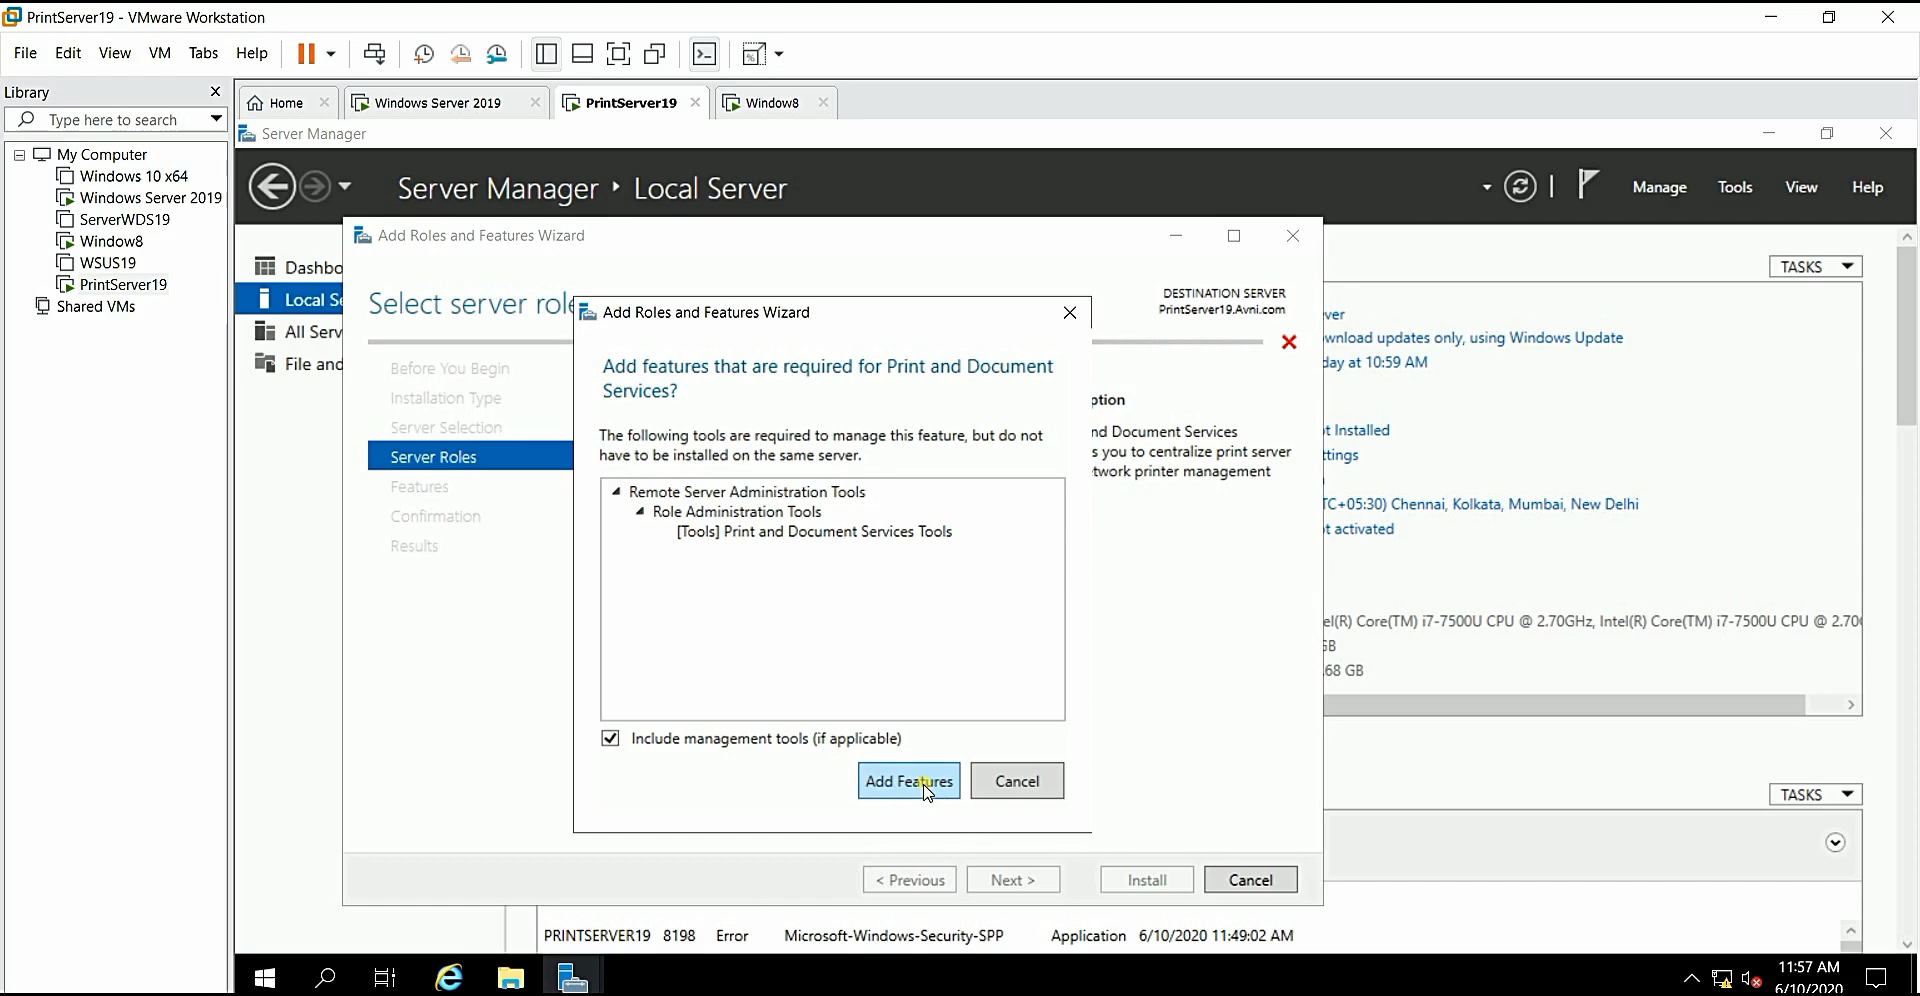 PrintServer19 - VMware Workstation
File Edit View VM Tabs Help
Library
Type here to search
My Computer
Windows 10 x64
Windows Server 2019
ServerWDS19
Window8
WSUS19
PrintServer19
Shared VMs
Home
Windows Server 2019
PrintServer19
Window8
Server Manager
Server Manager Local Server
Manage Tools View Help
Dashbo
Local Se
All Serv
File and
Add Roles and Features Wizard
Select server role
DESTINATION SERVER
PrintServer19.Avni.com
Before You Begin
Installation Type
Server Selection
Server Roles
Features
Confirmation
Results
Add Roles and Features Wizard
Add features that are required for Print and Document
Services?
The following tools are required to manage this feature, but do not
have to be installed on the same server.
Remote Server Administration Tools
Role Administration Tools
[Tools] Print and Document Services Tools
Include management tools (if applicable)
Add Features Cancel
ption
nd Document Services
s you to centralize print server
twork printer management
< Previous Next > Install Cancel
TASKS
ver
wnload updates only, using Windows Update
day at 10:59 AM
t Installed
ttings
TC+05:30) Chennai, Kolkata, Mumbai, New Delhi
t activated
el(R) Core(TM) i7-7500U CPU @ 2.70GHz, Intel(R) Core(TM) i7-7500U CPU @ 2.70
GB
.68 GB
TASKS
PRINTSERVER19 8198 Error Microsoft-Windows-Security-SPP Application 6/10/2020 11:49:02 AM
11:57 AM
6/10/2020